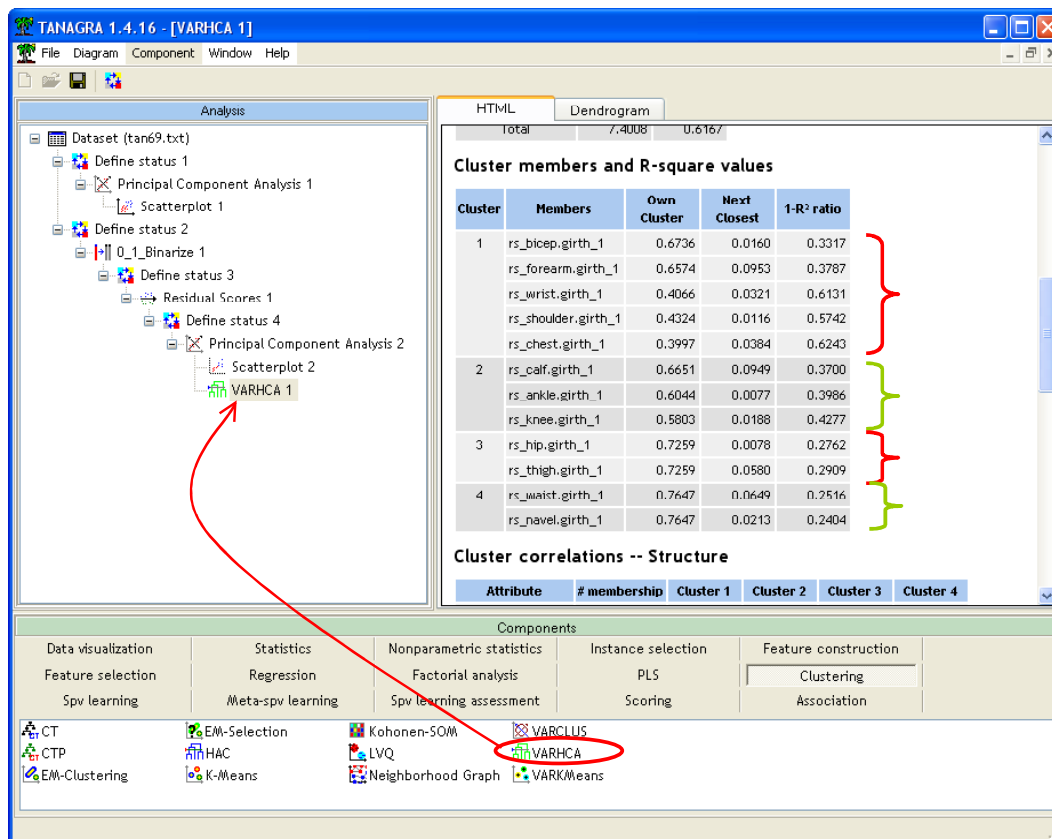 TANAGRA 1.4.16 - [VARHCA 1]
File Diagram Component Window Help
Analysis
Dataset (tan69.txt)
Define status 1
Principal Component Analysis 1
Scatterplot 1
Define status 2
0_1_Binarize 1
Define status 3
Residual Scores 1
Define status 4
Principal Component Analysis 2
Scatterplot 2
VARHCA 1
HTML Dendrogram
Total 7.4008 0.6167
Cluster members and R-square values
Cluster Members Own Cluster Next Closest 1-R² ratio
1 rs_bicep.girth_1 0.6736 0.0160 0.3317
rs_forearm.girth_1 0.6574 0.0953 0.3787
rs_wrist.girth_1 0.4066 0.0321 0.6131
rs_shoulder.girth_1 0.4324 0.0116 0.5742
rs_chest.girth_1 0.3997 0.0384 0.6243
2 rs_calf.girth_1 0.6651 0.0949 0.3700
rs_ankle.girth_1 0.6044 0.0077 0.3986
rs_knee.girth_1 0.5803 0.0188 0.4277
3 rs_hip.girth_1 0.7259 0.0078 0.2762
rs_thigh.girth_1 0.7259 0.0580 0.2909
4 rs_waist.girth_1 0.7647 0.0649 0.2516
rs_navel.girth_1 0.7647 0.0213 0.2404
Cluster correlations -- Structure
Attribute # membership Cluster 1 Cluster 2 Cluster 3 Cluster 4
Components
Data visualization Statistics Nonparametric statistics Instance selection Feature construction
Feature selection Regression Factorial analysis PLS Clustering
Spv learning Meta-spv learning Spv learning assessment Scoring Association
CT EM-Selection Kohonen-SOM VARCLUS
CTP HAC LVQ VARHCA
EM-Clustering K-Means Neighborhood Graph VARKMeans